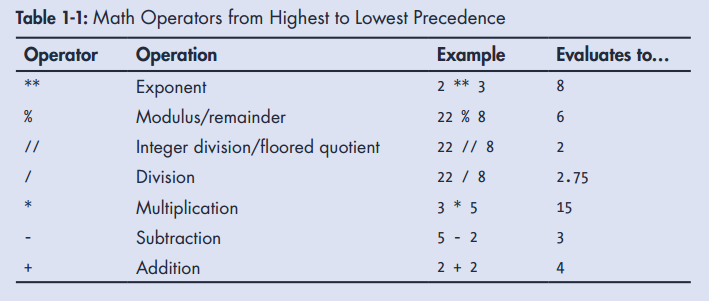 Table 1-1: Math Operators from Highest to Lowest Precedence
Operator Operation Example Evaluates to…
** Exponent 2 ** 3 8
% Modulus/remainder 22 % 8 6
// Integer division/floored quotient 22 // 8 2
/ Division 22 / 8 2.75
* Multiplication 3 * 5 15
- Subtraction 5 - 2 3
+ Addition 2 + 2 4